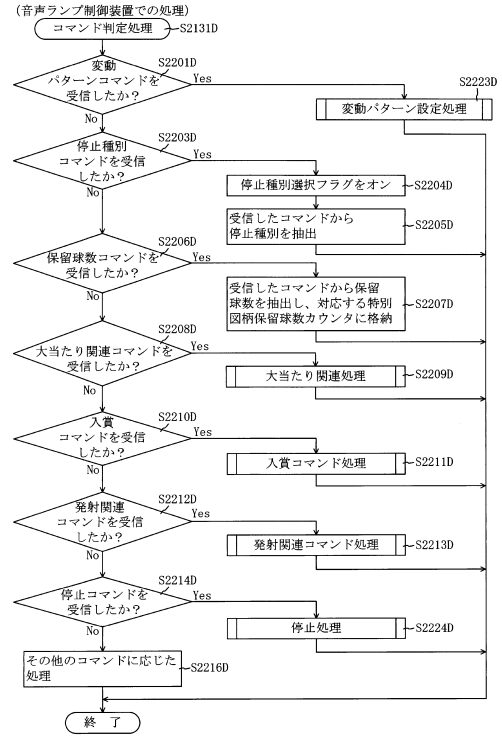 (音声ランプ制御装置での処理)
コマンド判定処理
S2131D
変動
パターンコマンドを
受信したか?
S2201D
Yes
No
変動パターン設定処理
S2223D
停止種別
コマンドを受信
したか?
S2203D
Yes
No
停止種別選択フラグをオン
S2204D
受信したコマンドから
停止種別を抽出
S2205D
保留球数コマンドを
受信したか?
S2206D
Yes
No
受信したコマンドから保留
球数を抽出し、対応する特別
図柄保留球数カウンタに格納
S2207D
大当たり関連コマンドを
受信したか?
S2208D
Yes
No
大当たり関連処理
S2209D
入賞
コマンドを受信
したか?
S2210D
Yes
No
入賞コマンド処理
S2211D
発射関連
コマンドを受信
したか?
S2212D
Yes
No
発射関連コマンド処理
S2213D
停止コマンドを
受信したか?
S2214D
Yes
No
停止処理
S2224D
その他のコマンドに応じた
処理
S2216D
終 了